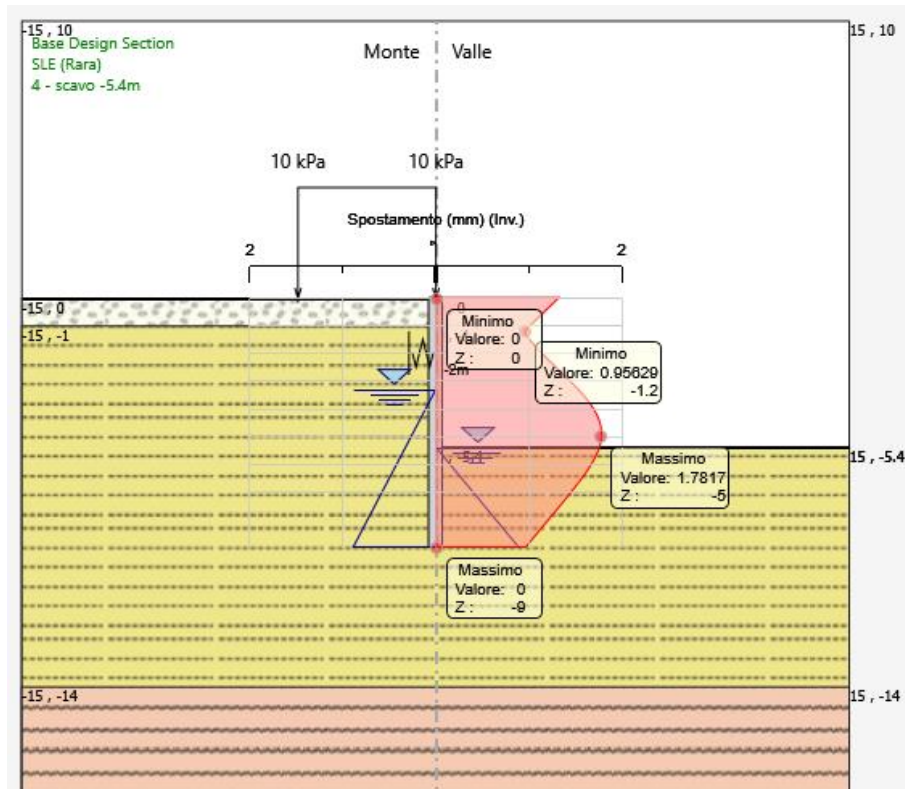 -15 , 10
15 , 10
Base Design Section
SLE (Rara)
4 - scavo -5.4m
Monte
Valle
10 kPa
10 kPa
Spostamento (mm) (Inv.)
2
2
-15 , 0
0
Minimo
Valore: 0
Z : 0
-15 , -1
-2m
Minimo
Valore: 0.95629
Z : -1.2
15 , -5.4
Massimo
Valore: 1.7817
Z : -5
Massimo
Valore: 0
Z : -9
-15 , -14
15 , -14